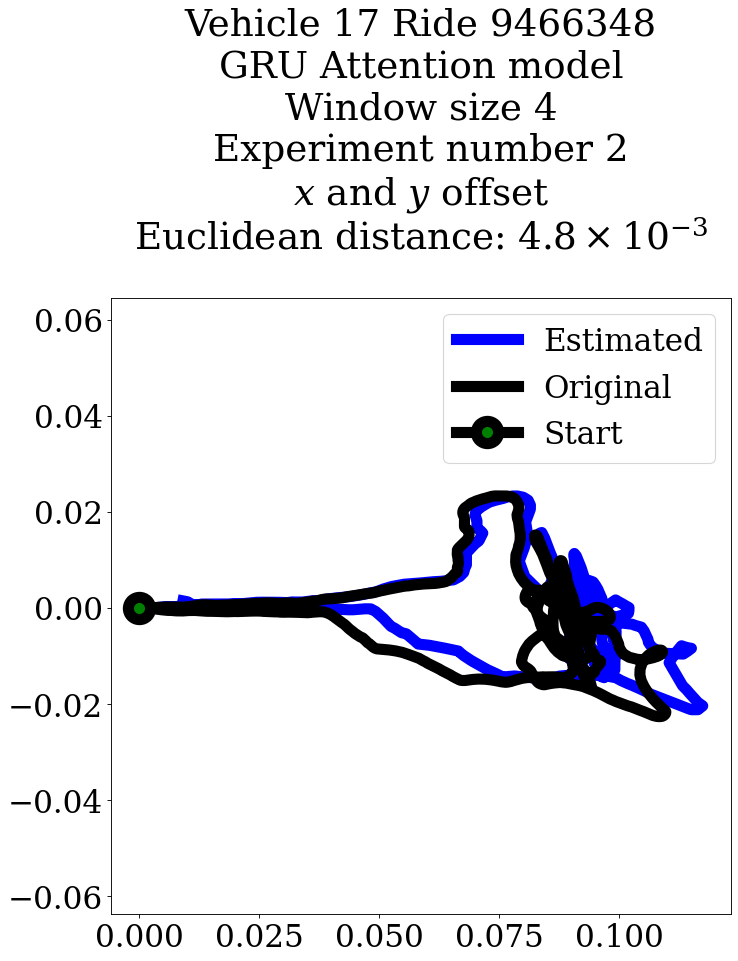 Vehicle 17 Ride 9466348
GRU Attention model
Window size 4
Experiment number 2
x and y offset
Euclidean distance: 4.8 × 10⁻³
0.06
0.04
0.02
0.00
−0.02
−0.04
−0.06
Estimated
Original
Start
0.000 0.025 0.050 0.075 0.100